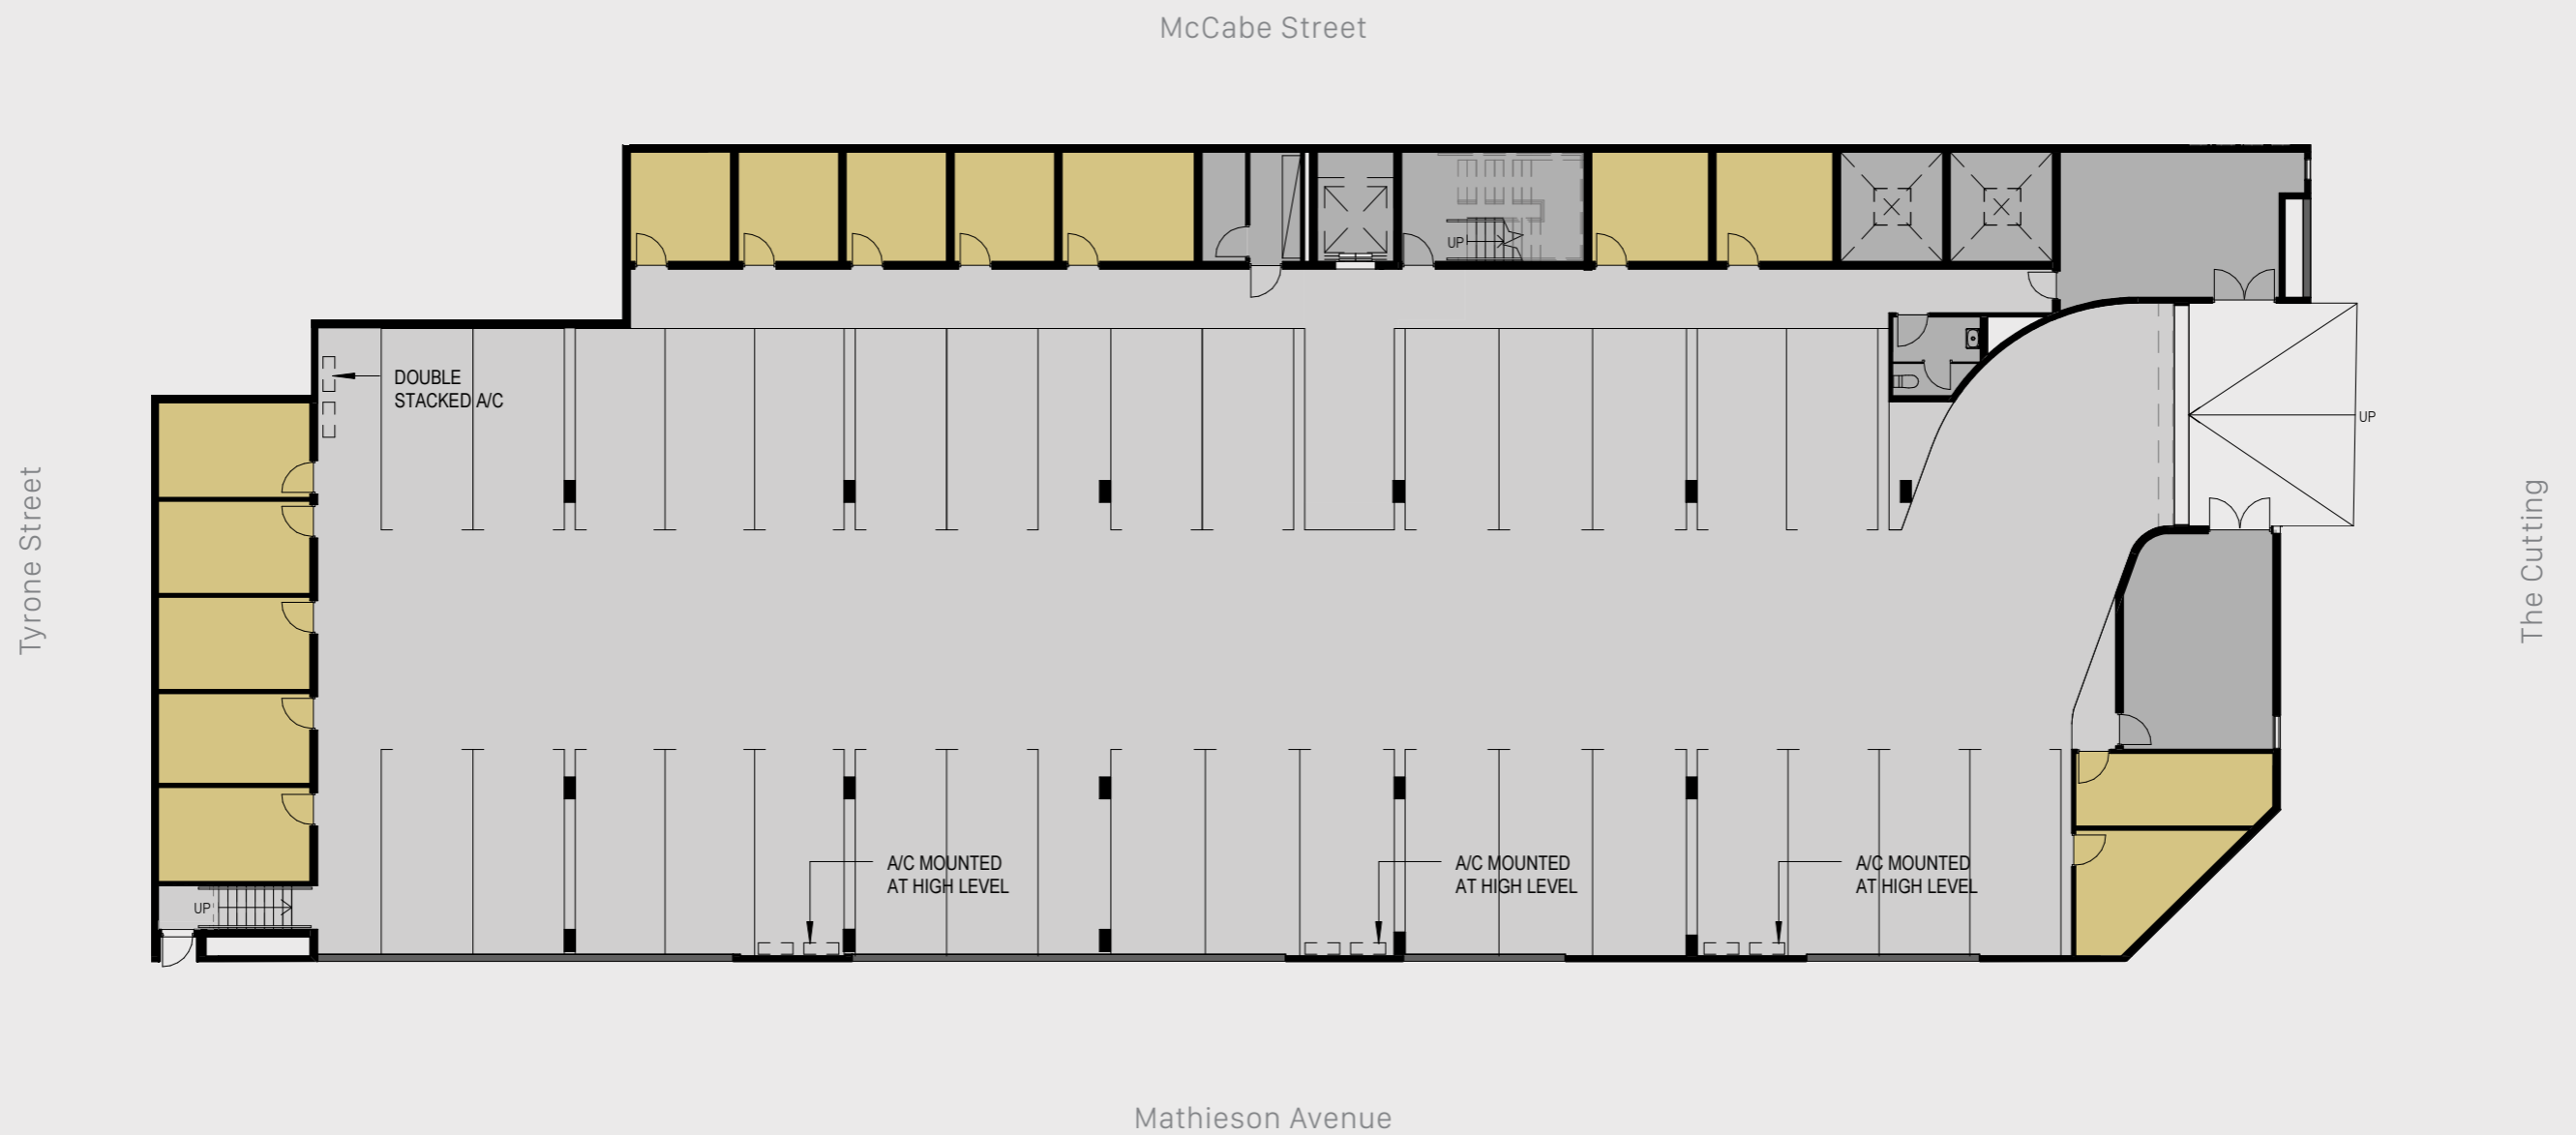 McCabe Street
UP
DOUBLE
STACKED A/C
UP
Tyrone Street
The Cutting
A/C MOUNTED
AT HIGH LEVEL
A/C MOUNTED
AT HIGH LEVEL
A/C MOUNTED
AT HIGH LEVEL
UP
Mathieson Avenue